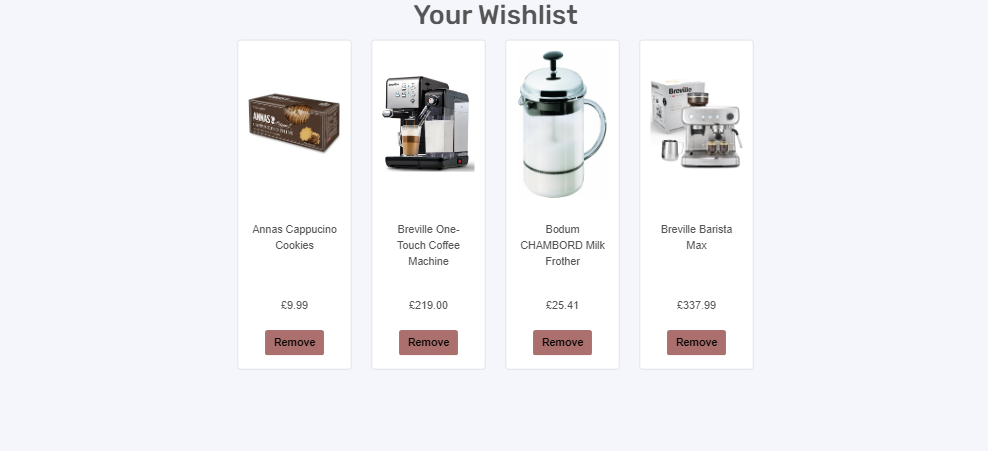 Your Wishlist
ANNAS
Breville
Annas Cappucino
Cookies
Breville One-
Touch Coffee
Machine
Bodum
CHAMBORD Milk
Frother
Breville Barista
Max
£9.99
£219.00
£25.41
£337.99
Remove
Remove
Remove
Remove